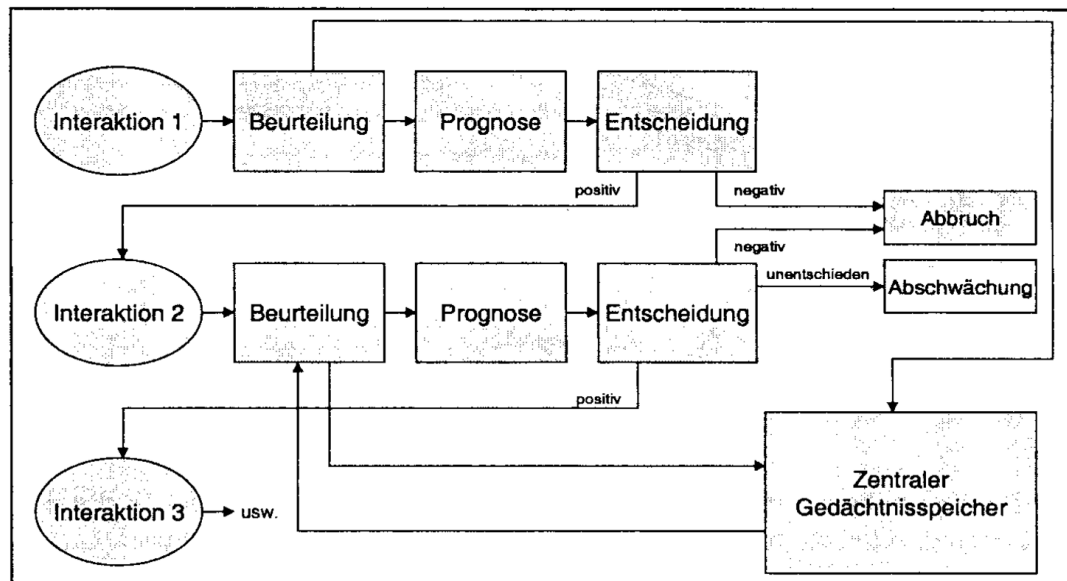 Interaktion 1
Beurteilung
Prognose
Entscheidung
positiv
negativ
Abbruch
negativ
unentschieden
Abschwächung
Interaktion 2
Beurteilung
Prognose
Entscheidung
positiv
Zentraler
Gedächtnisspeicher
Interaktion 3
usw.